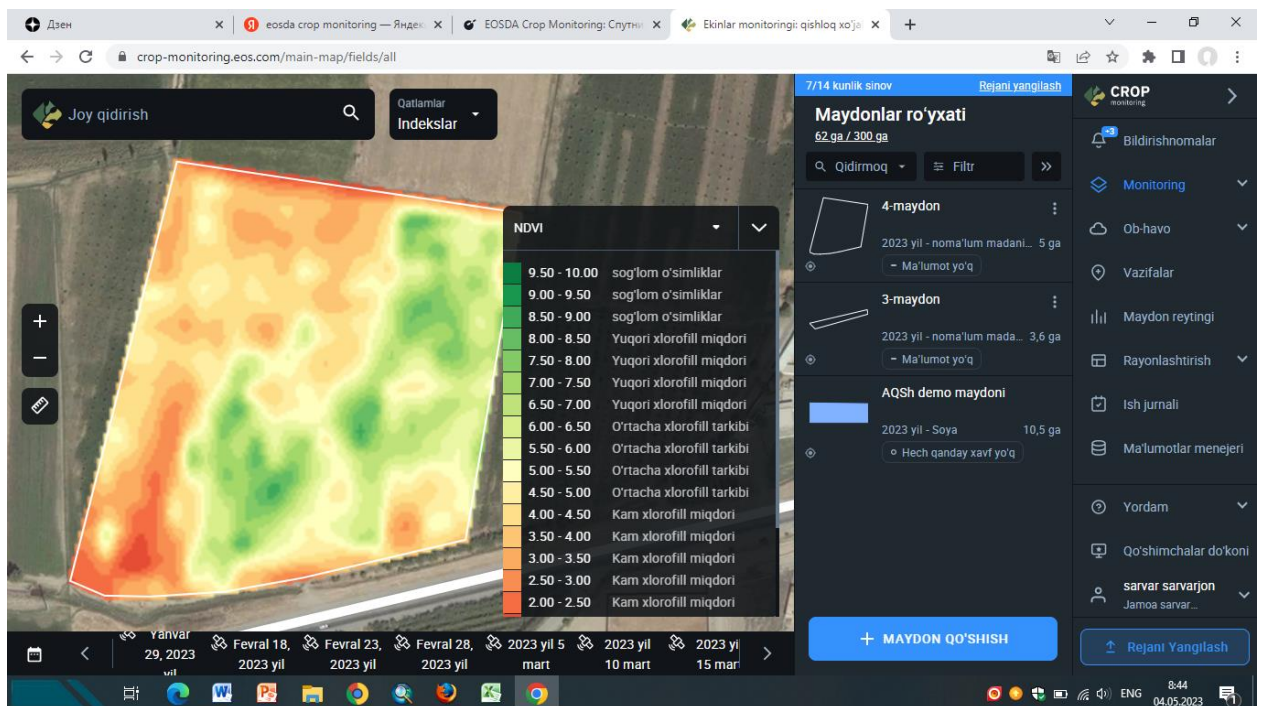 Дзен
eosda crop monitoring — Яндекс
EOSDA Crop Monitoring: Спутни
Ekinlar monitoringi: qishloq xo'ja
crop-monitoring.eos.com/main-map/fields/all
Joy qidirish
Qatlamlar
Indekslar
NDVI
9.50 - 10.00 sog'lom o'simliklar
9.00 - 9.50 sog'lom o'simliklar
8.50 - 9.00 sog'lom o'simliklar
8.00 - 8.50 Yuqori xlorofill miqdori
7.50 - 8.00 Yuqori xlorofill miqdori
7.00 - 7.50 Yuqori xlorofill miqdori
6.50 - 7.00 Yuqori xlorofill miqdori
6.00 - 6.50 O'rtacha xlorofill tarkibi
5.50 - 6.00 O'rtacha xlorofill tarkibi
5.00 - 5.50 O'rtacha xlorofill tarkibi
4.50 - 5.00 O'rtacha xlorofill tarkibi
4.00 - 4.50 Kam xlorofill miqdori
3.50 - 4.00 Kam xlorofill miqdori
3.00 - 3.50 Kam xlorofill miqdori
2.50 - 3.00 Kam xlorofill miqdori
2.00 - 2.50 Kam xlorofill miqdori
Yanvar 29, 2023 yil
Fevral 18, 2023 yil
Fevral 23, 2023 yil
Fevral 28, 2023 yil
2023 yil 5 mart
2023 yil 10 mart
2023 yi 15 mar
7/14 kunlik sinov Rejani yangilash
Maydonlar ro'yxati
62 ga / 300 ga
Qidirmoq Filtr
4-maydon
2023 yil - noma'lum madani... 5 ga
- Ma'lumot yo'q
3-maydon
2023 yil - noma'lum mada... 3,6 ga
- Ma'lumot yo'q
AQSh demo maydoni
2023 yil - Soya 10,5 ga
Hech qanday xavf yo'q
+ MAYDON QO'SHISH
CROP
monitoring
+3
Bildirishnomalar
Monitoring
Ob-havo
Vazifalar
Maydon reytingi
Rayonlashtirish
Ish jurnali
Ma'lumotlar menejeri
Yordam
Qo'shimchalar do'koni
sarvar sarvarjon
Jamoa sarvar...
Rejani Yangilash
ENG
8:44
04.05.2023